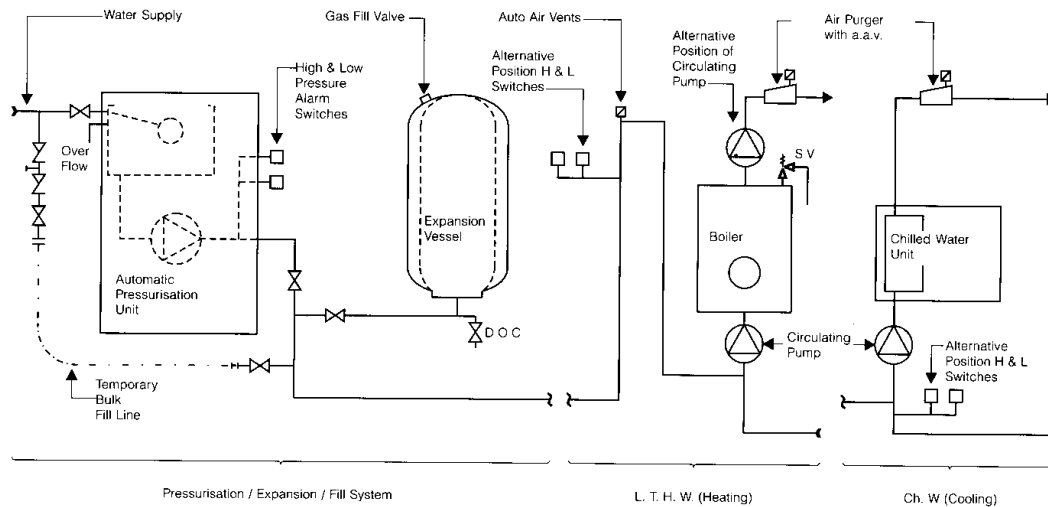 Water Supply
Gas Fill Valve
Auto Air Vents
Air Purger
with a.a.v.
High & Low
Pressure
Alarm
Switches
Alternative
Position H & L
Switches
Alternative
Position of
Circulating
Pump
Over
Flow
S V
Expansion
Vessel
Boiler
Chilled Water
Unit
Automatic
Pressurisation
Unit
D O C
Circulating
Pump
Alternative
Position H & L
Switches
Temporary
Bulk
Fill Line
Pressurisation / Expansion / Fill System
L. T. H. W. (Heating)
Ch. W (Cooling)